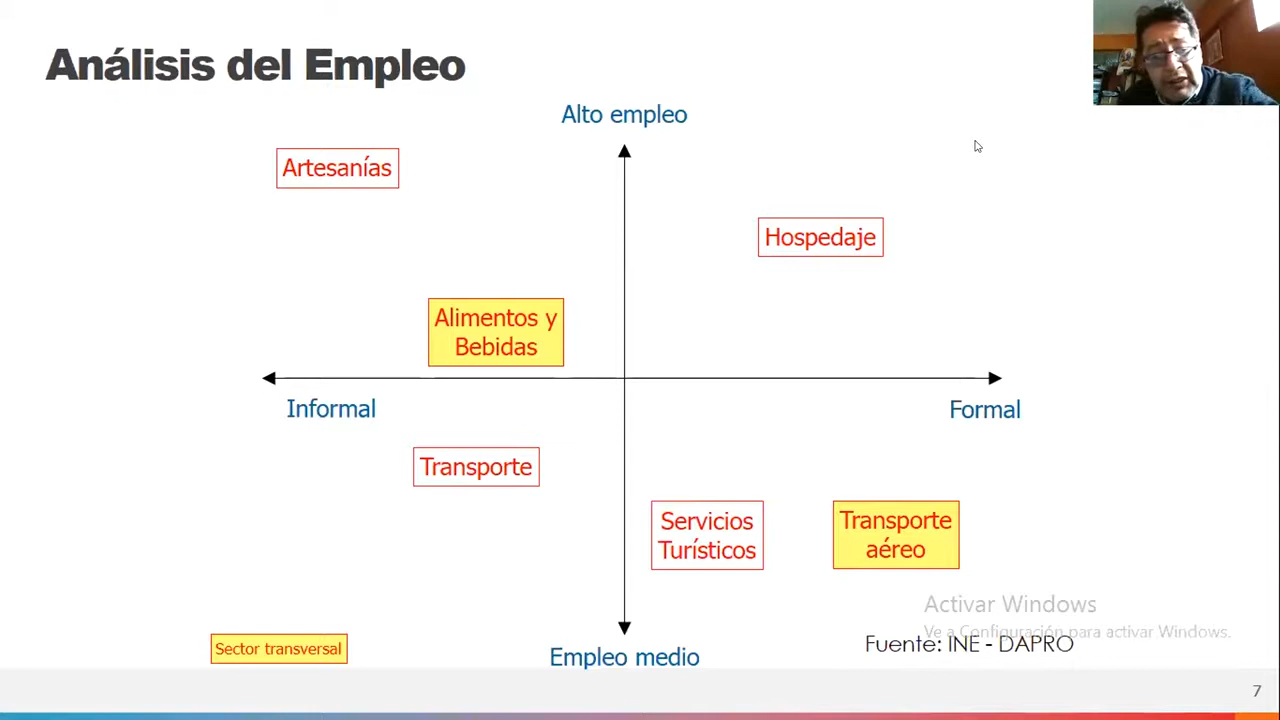 Análisis del Empleo
Alto empleo
Artesanías
Hospedaje
Alimentos y
Bebidas
Informal
Formal
Transporte
Servicios
Turísticos
Transporte
aéreo
Activar Windows
Ve a Configuración para activar Windows.
Sector transversal
Empleo medio
Fuente: INE - DAPRO
7